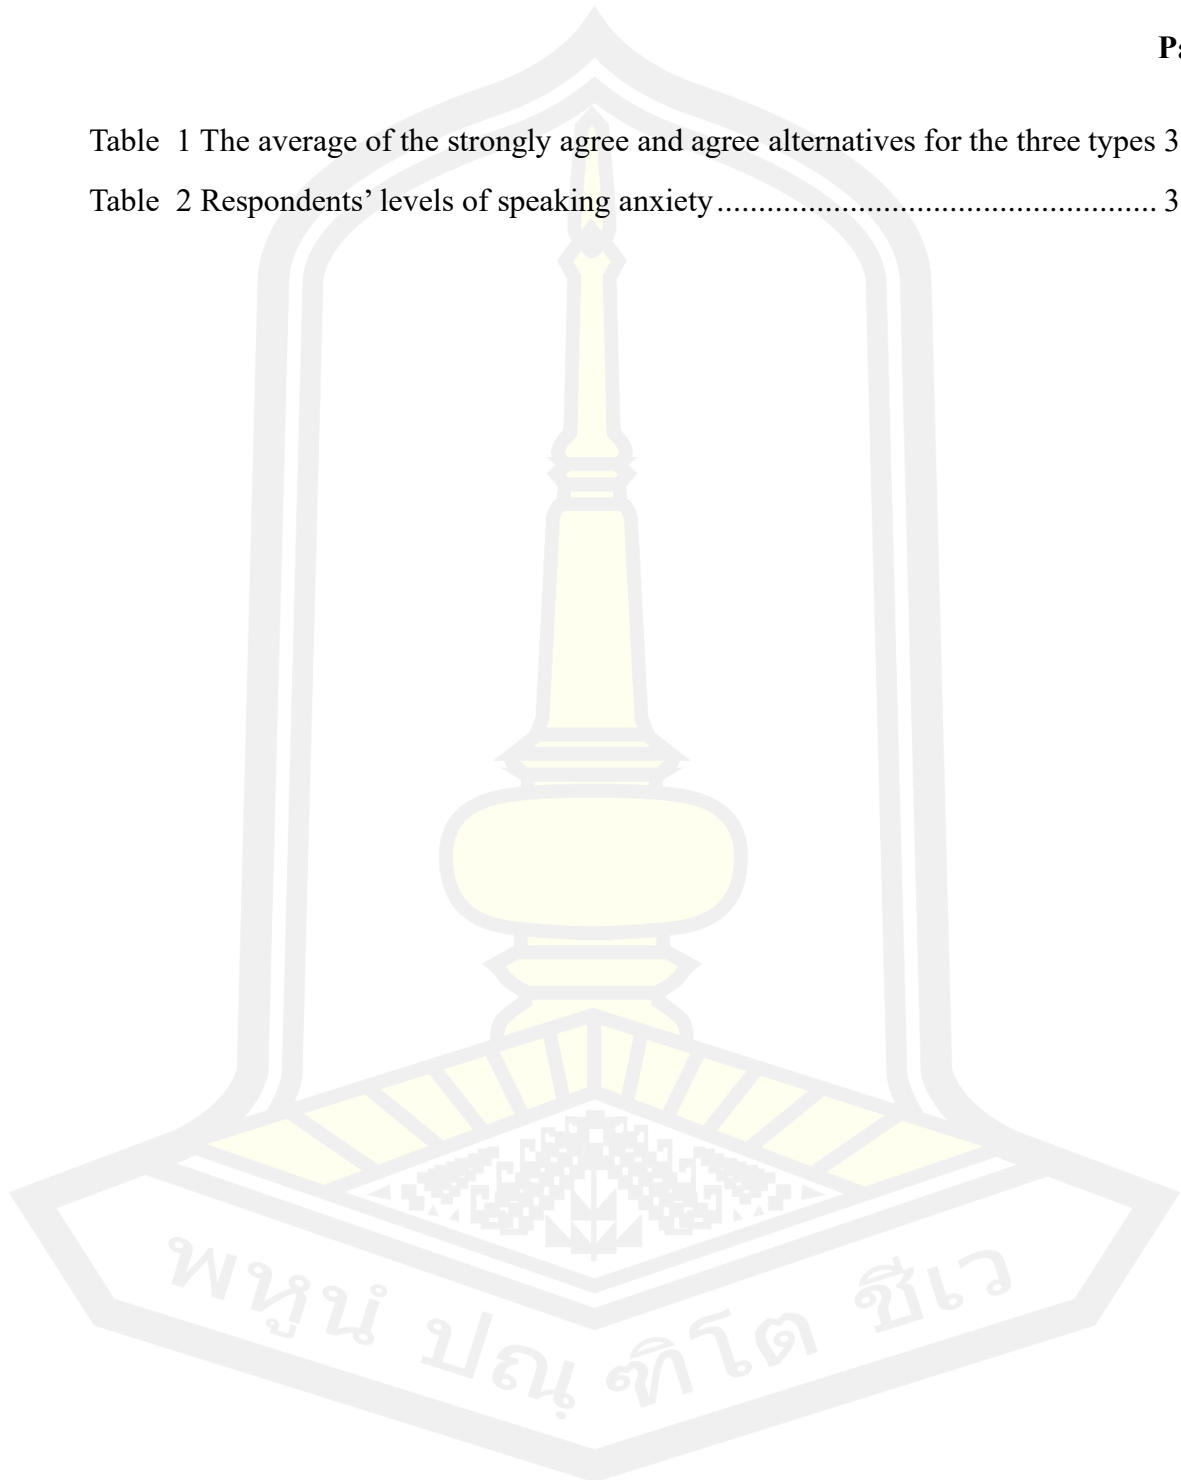 Pa
Table 1 The average of the strongly agree and agree alternatives for the three types 3
Table 2 Respondents’ levels of speaking anxiety...................................................... 3
พหูนํ ปณฺฑิโต ชีเว